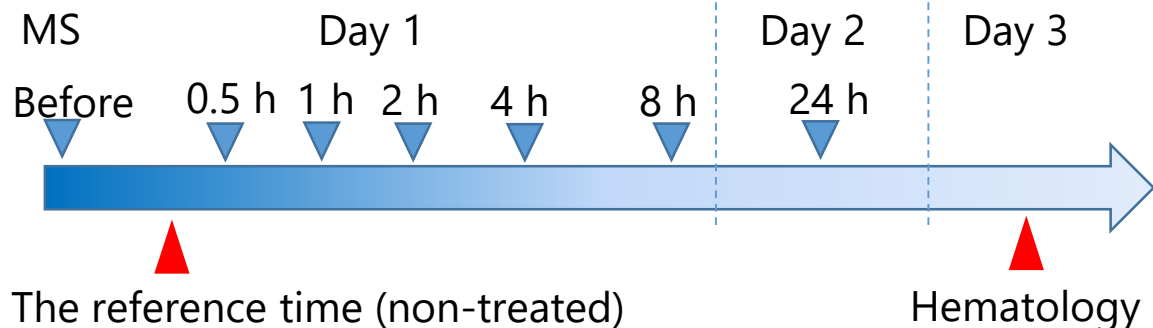 MS Day 1 Day 2 Day 3
Before 0.5 h 1 h 2 h 4 h 8 h 24 h
The reference time (non-treated) Hematology